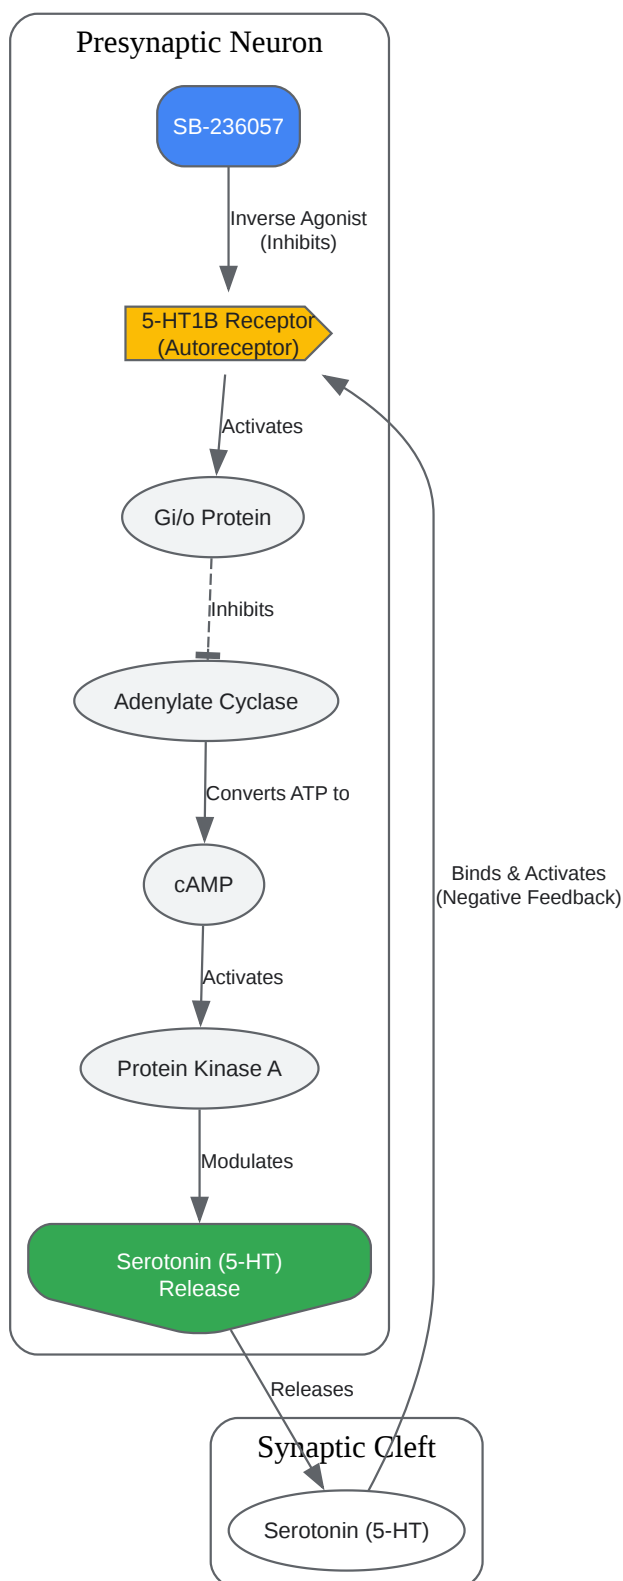 Presynaptic Neuron
SB-236057
Inverse Agonist
(Inhibits)
5-HT1B Receptor
(Autoreceptor)
Activates
Gi/o Protein
Inhibits
Adenylate Cyclase
Converts ATP to
cAMP
Binds & Activates
(Negative Feedback)
Activates
Protein Kinase A
Modulates
Serotonin (5-HT)
Release
Releases
Synaptic Cleft
Serotonin (5-HT)